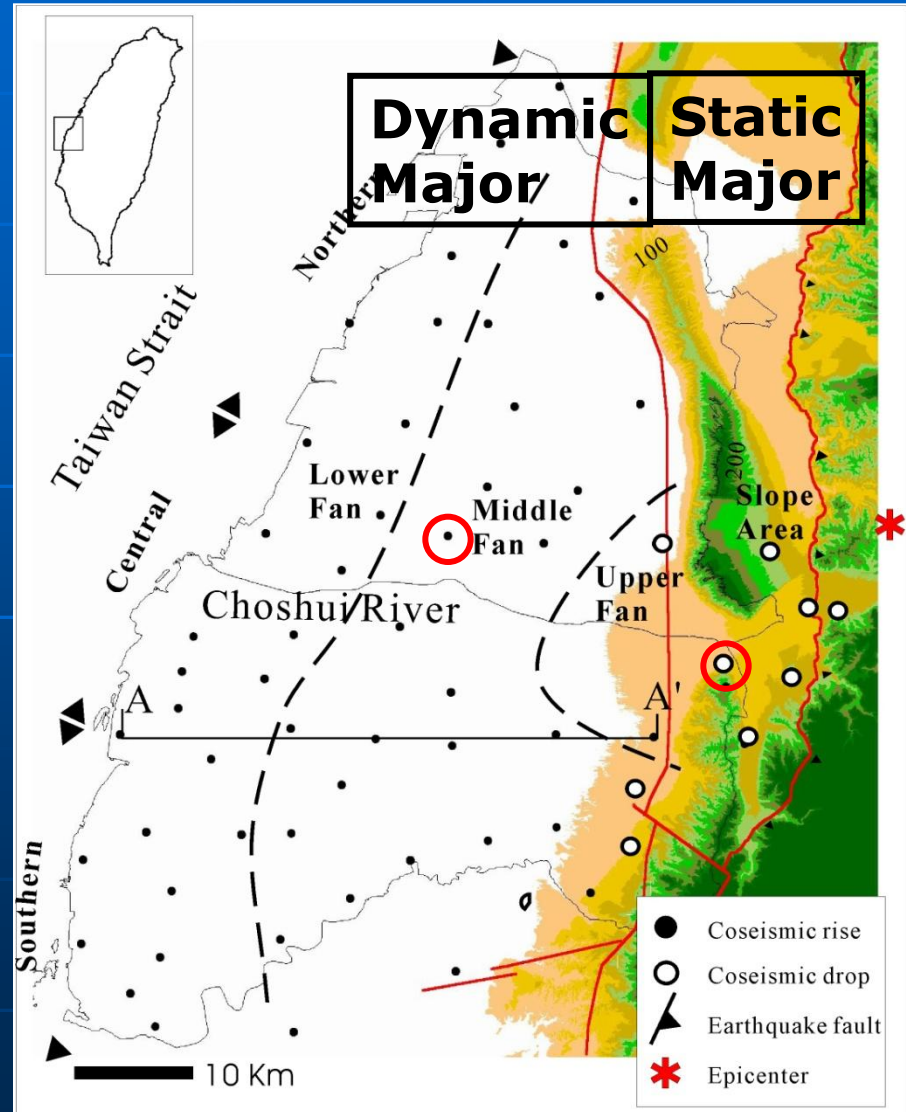 Dynamic
Major
Static
Major
Northern
100
Taiwan Strait
200
Lower
Fan
Middle
Fan
Slope
Area
Central
Upper
Fan
Choshui River
A
A'
Southern
Coseismic rise
Coseismic drop
Earthquake fault
Epicenter
10 Km